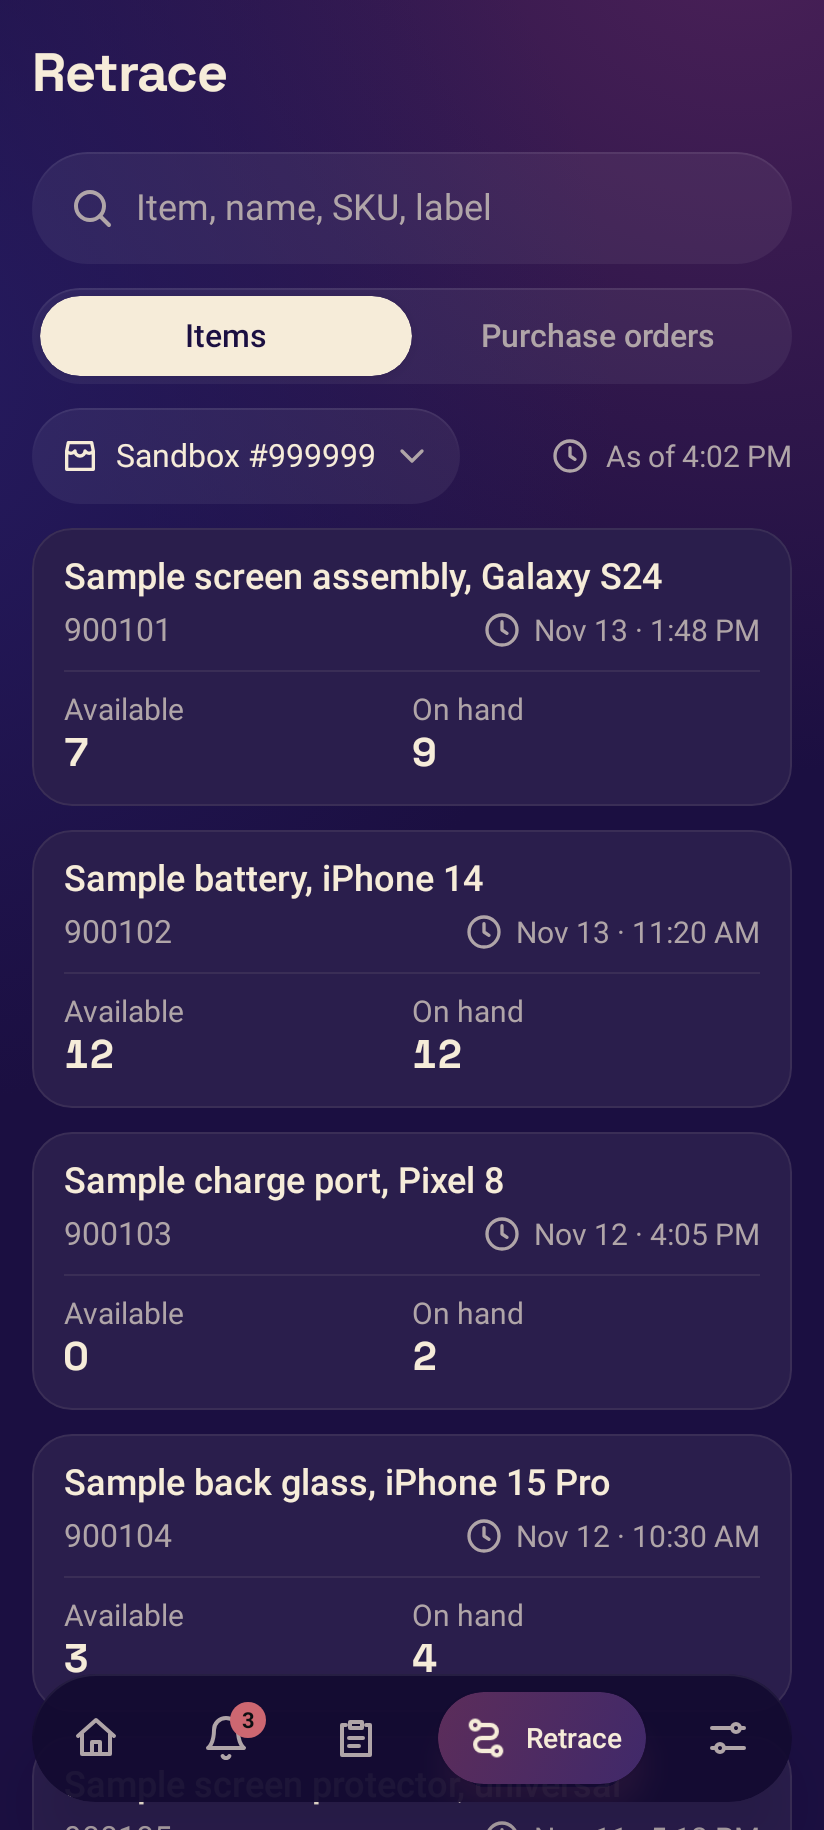 Retrace
Item, name, SKU, label
Items
Purchase orders
Sandbox #999999
As of 4:02 PM
Sample screen assembly, Galaxy S24
900101
Nov 13 · 1:48 PM
Available
On hand
7
9
Sample battery, iPhone 14
900102
Nov 13 · 11:20 AM
Available
On hand
12
12
Sample charge port, Pixel 8
900103
Nov 12 · 4:05 PM
Available
On hand
0
2
Sample back glass, iPhone 15 Pro
900104
Nov 12 · 10:30 AM
Available
On hand
3
4
3
Retrace
Sample screen protector, universal